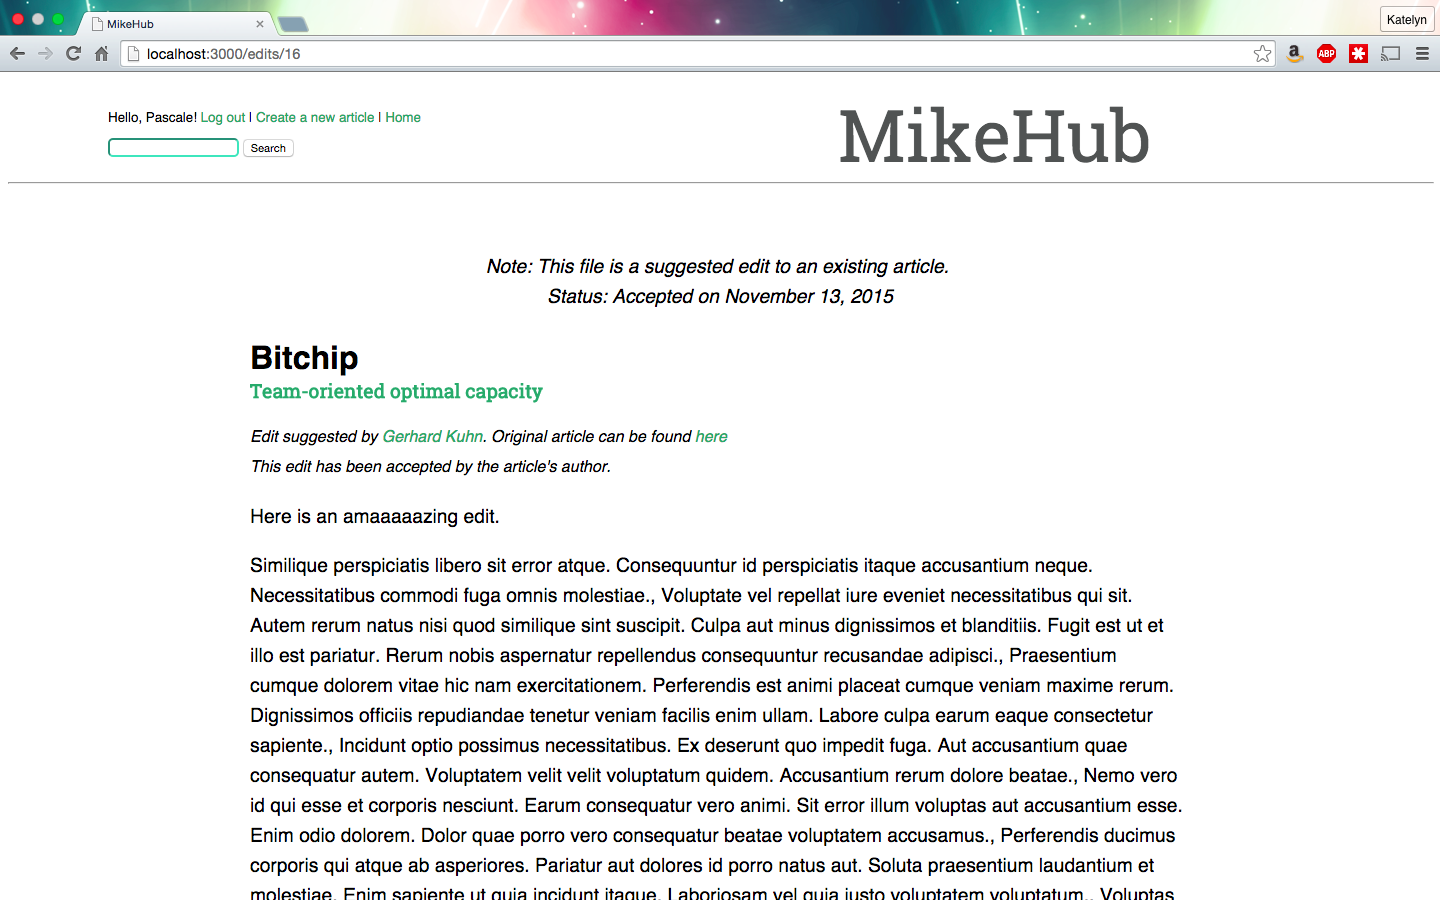 MikeHub
Katelyn
localhost:3000/edits/16
ABP
Hello, Pascale! Log out | Create a new article | Home
Search
MikeHub
Note: This file is a suggested edit to an existing article.
Status: Accepted on November 13, 2015
Bitchip
Team-oriented optimal capacity
Edit suggested by Gerhard Kuhn. Original article can be found here
This edit has been accepted by the article's author.
Here is an amaaaaazing edit.
Similique perspiciatis libero sit error atque. Consequuntur id perspiciatis itaque accusantium neque.
Necessitatibus commodi fuga omnis molestiae., Voluptate vel repellat iure eveniet necessitatibus qui sit.
Autem rerum natus nisi quod similique sint suscipit. Culpa aut minus dignissimos et blanditiis. Fugit est ut et
illo est pariatur. Rerum nobis aspernatur repellendus consequuntur recusandae adipisci., Praesentium
cumque dolorem vitae hic nam exercitationem. Perferendis est animi placeat cumque veniam maxime rerum.
Dignissimos officiis repudiandae tenetur veniam facilis enim ullam. Labore culpa earum eaque consectetur
sapiente., Incidunt optio possimus necessitatibus. Ex deserunt quo impedit fuga. Aut accusantium quae
consequatur autem. Voluptatem velit velit voluptatum quidem. Accusantium rerum dolore beatae., Nemo vero
id qui esse et corporis nesciunt. Earum consequatur vero animi. Sit error illum voluptas aut accusantium esse.
Enim odio dolorem. Dolor quae porro vero consequatur beatae voluptatem accusamus., Perferendis ducimus
corporis qui atque ab asperiores. Pariatur aut dolores id porro natus aut. Soluta praesentium laudantium et
molestiae. Enim sapiente ut quia incidunt itaque. Laboriosam vel quia iusto voluptatem voluptatum., Voluptas